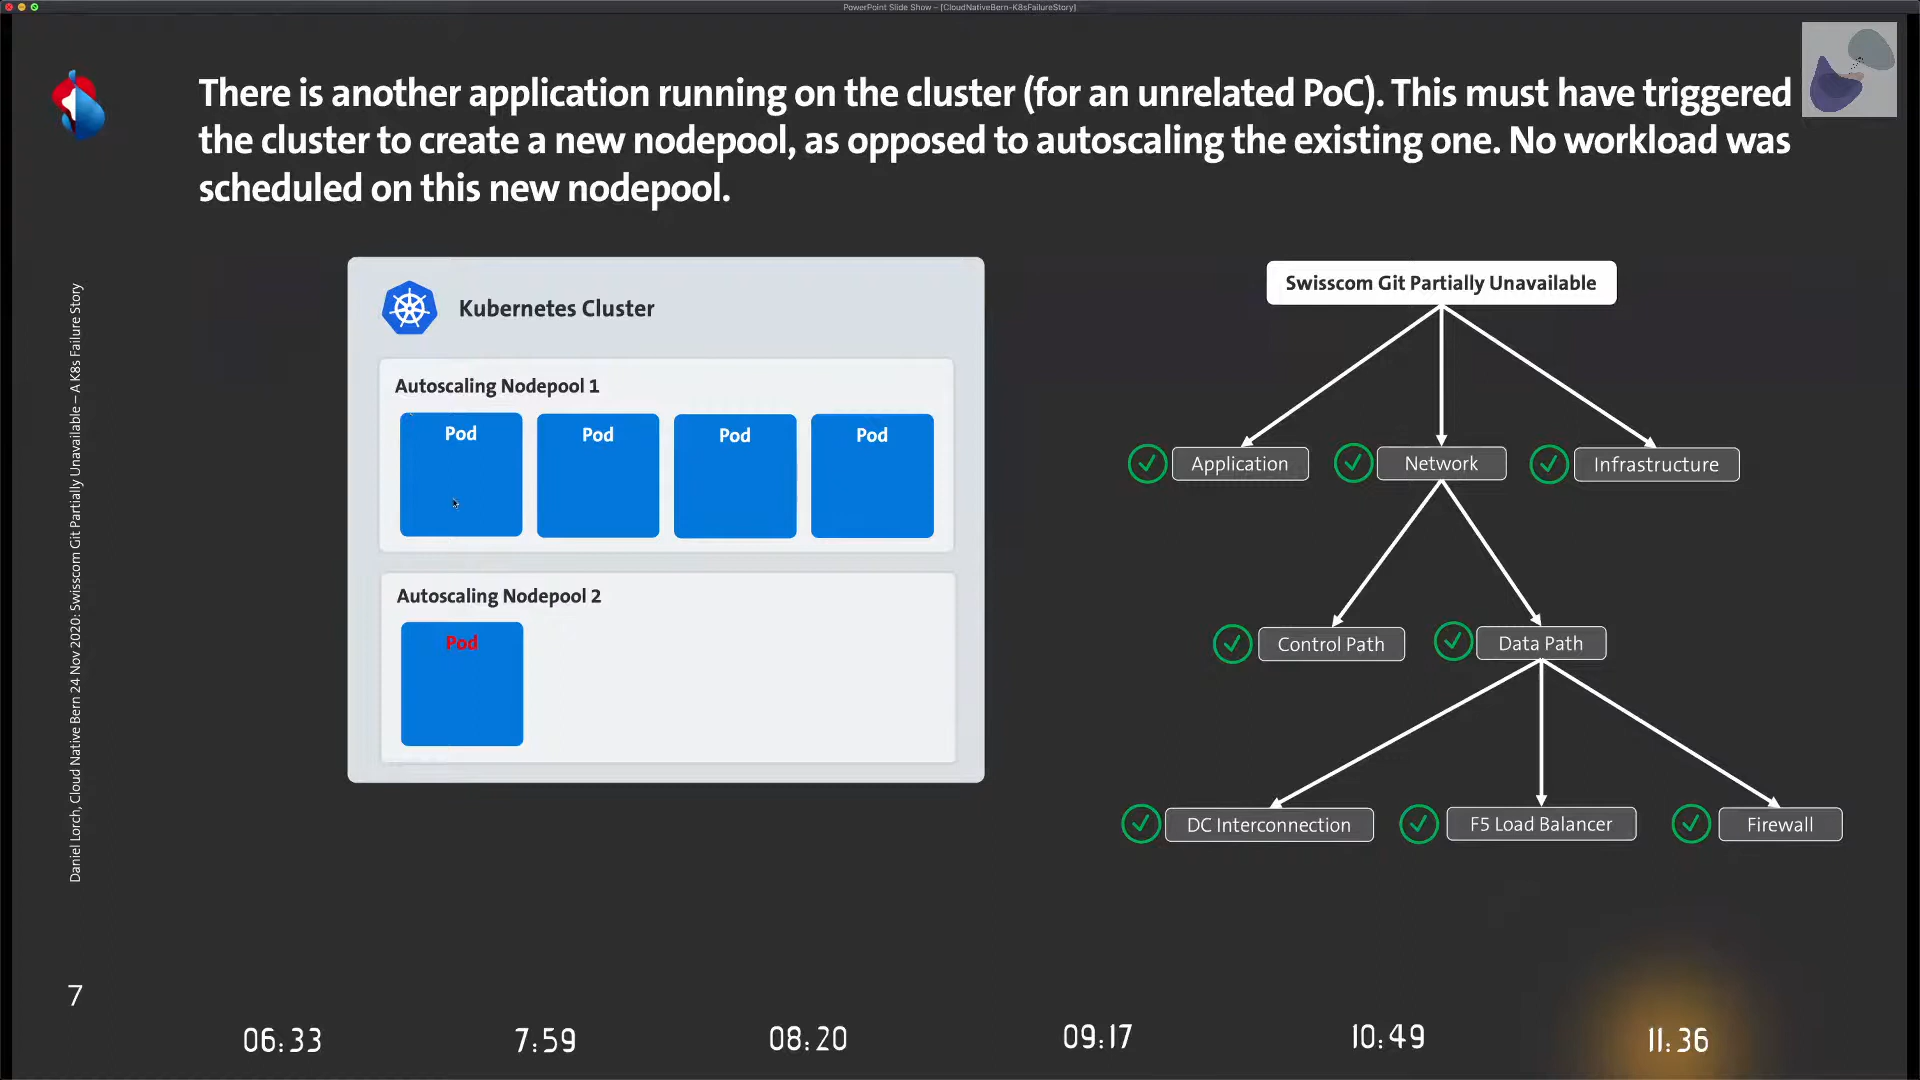 PowerPoint Slide Show – [CloudNativeBern-K8sFailureStory]
There is another application running on the cluster (for an unrelated PoC). This must have triggered
the cluster to create a new nodepool, as opposed to autoscaling the existing one. No workload was
scheduled on this new nodepool.
Daniel Lorch, Cloud Native Bern 24 Nov 2020: Swisscom Git Partially Unavailable – A K8s Failure Story
Kubernetes Cluster
Autoscaling Nodepool 1
Pod
Pod
Pod
Pod
Autoscaling Nodepool 2
Pod
Swisscom Git Partially Unavailable
Application
Network
Infrastructure
Control Path
Data Path
DC Interconnection
F5 Load Balancer
Firewall
7
06:33
7:59
08:20
09:17
10:49
11:36